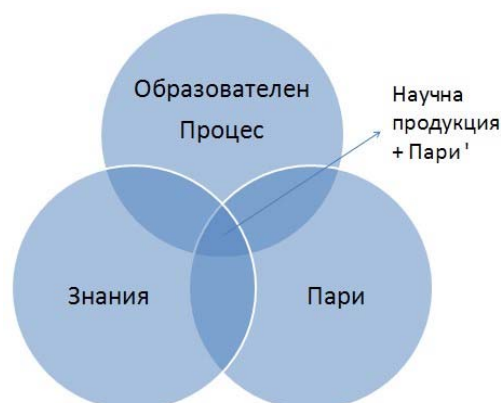 Образователен
Процес
Научна
продукция
+ Пари'
Знания
Пари